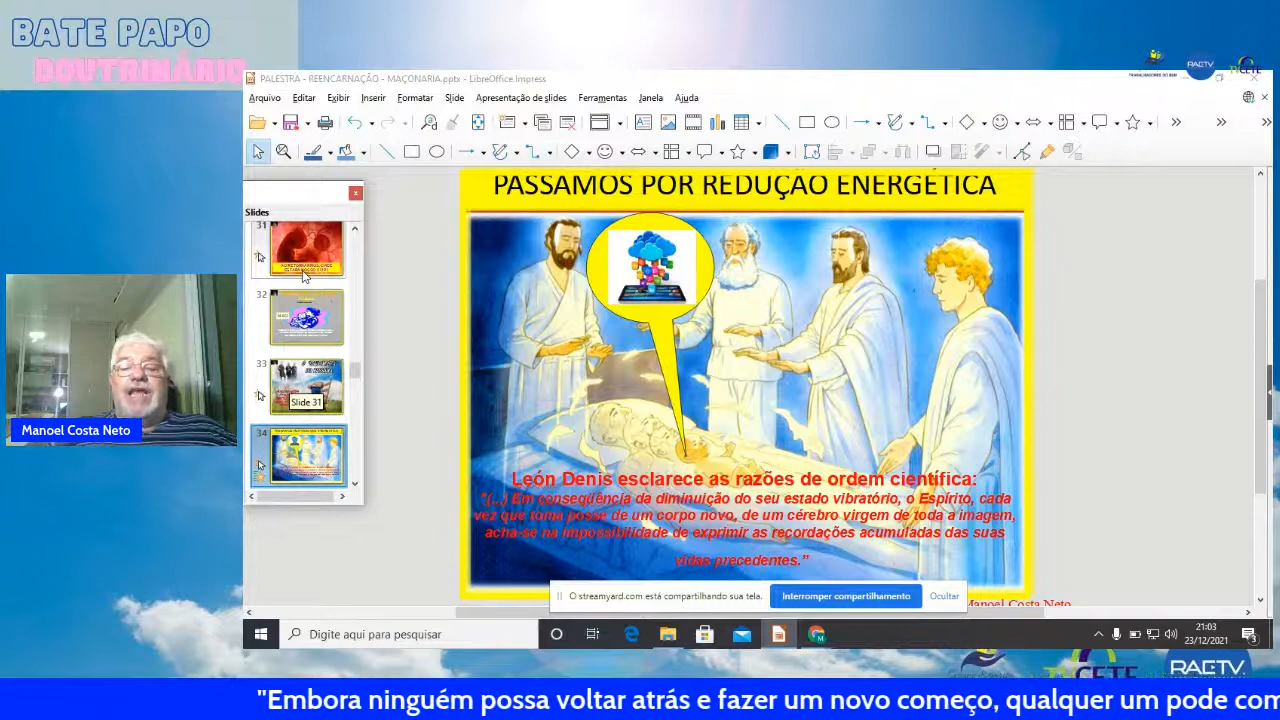 BATE PAPO
DOUTRINÁRIO
RAETV
CETE
PALESTRA - REENCARNAÇÃO - MAÇONARIA.pptx - LibreOffice Impress
Arquivo Editar Exibir Inserir Formatar Slide Apresentação de slides Ferramentas Janela Ajuda
Slides
31
32
33
Slide 31
34
PASSAMOS POR REDUÇÃO ENERGÉTICA
León Denis esclarece as razões de ordem científica:
"(...) Em conseqüência da diminuição do seu estado vibratório, o Espírito, cada
vez que toma posse de um corpo novo, de um cérebro virgem de toda a imagem,
acha-se na impossibilidade de exprimir as recordações acumuladas das suas
vidas precedentes."
Manoel Costa Neto
Manoel Costa Neto
O streamyard.com está compartilhando sua tela. Interromper compartilhamento Ocultar
Digite aqui para pesquisar
21:03
23/12/2021
3
CETE
RAETV
"Embora ninguém possa voltar atrás e fazer um novo começo, qualquer um pode com